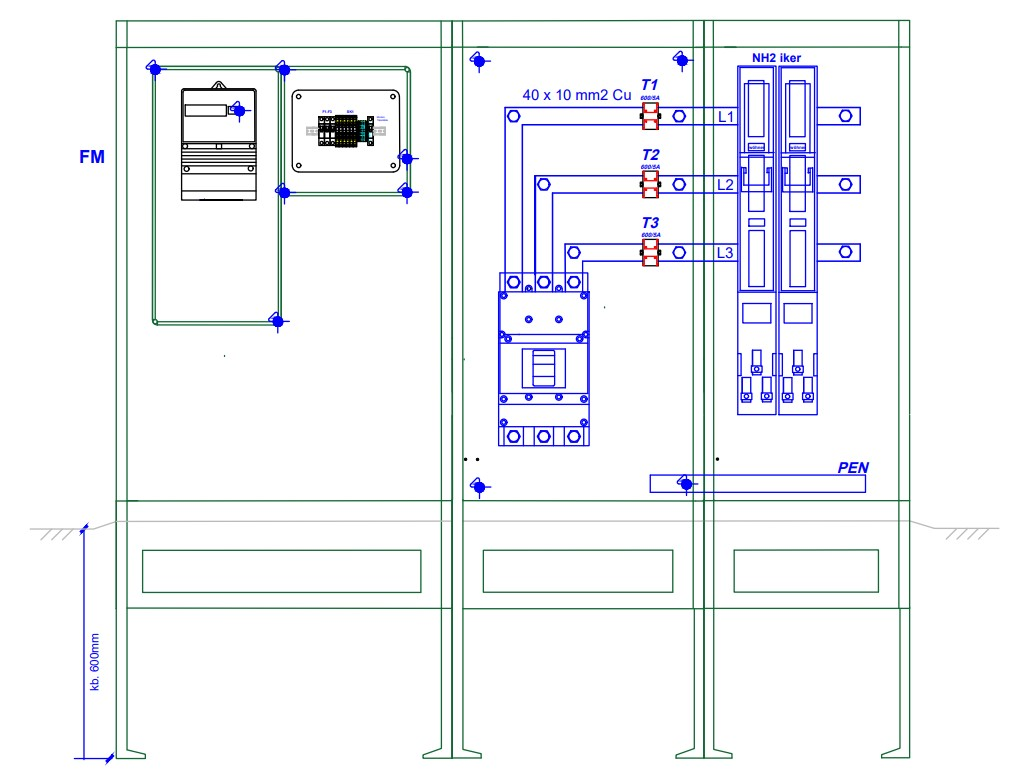 NH2 iker
T1
600/5A
40 x 10 mm2 Cu
L1
FM
T2
600/5A
L2
T3
600/5A
L3
PEN
kb. 600mm